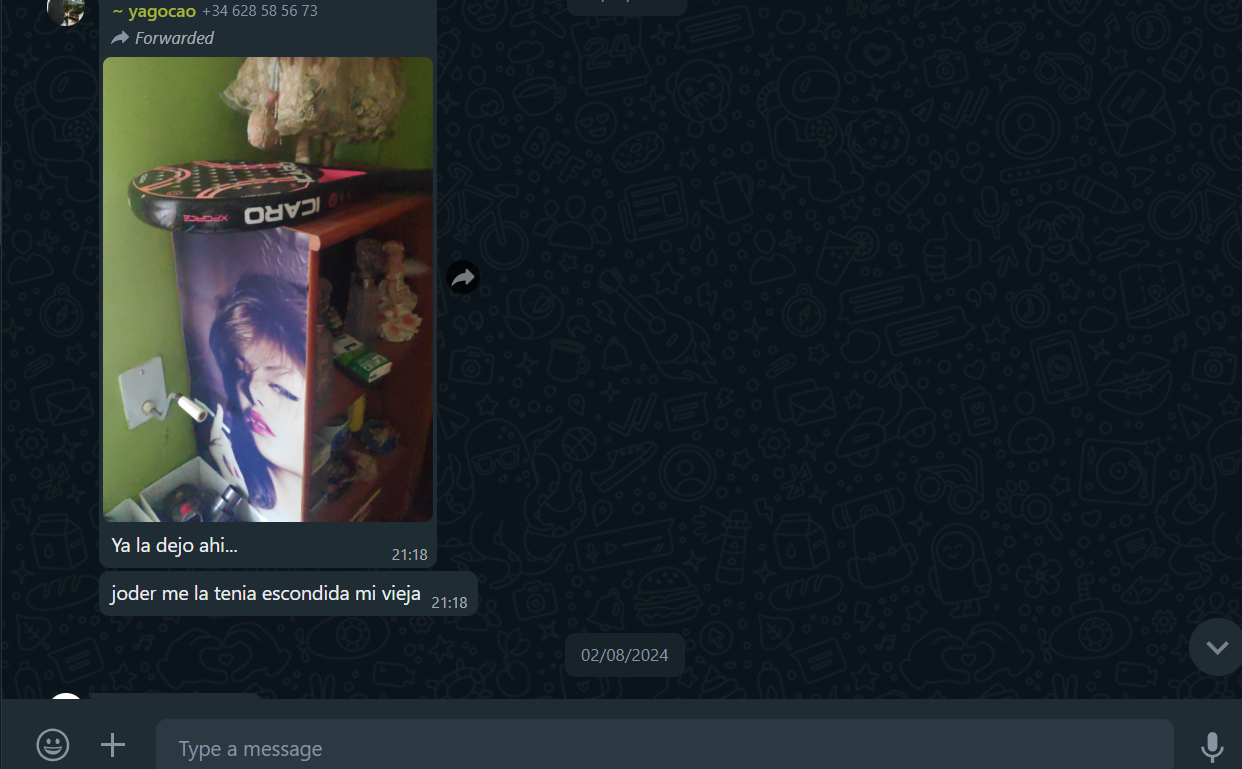 ~ yagocao +34 628 58 56 73
Forwarded
ICARO
XFORCE
Ya la dejo ahi...
21:18
joder me la tenia escondida mi vieja
21:18
02/08/2024
Type a message